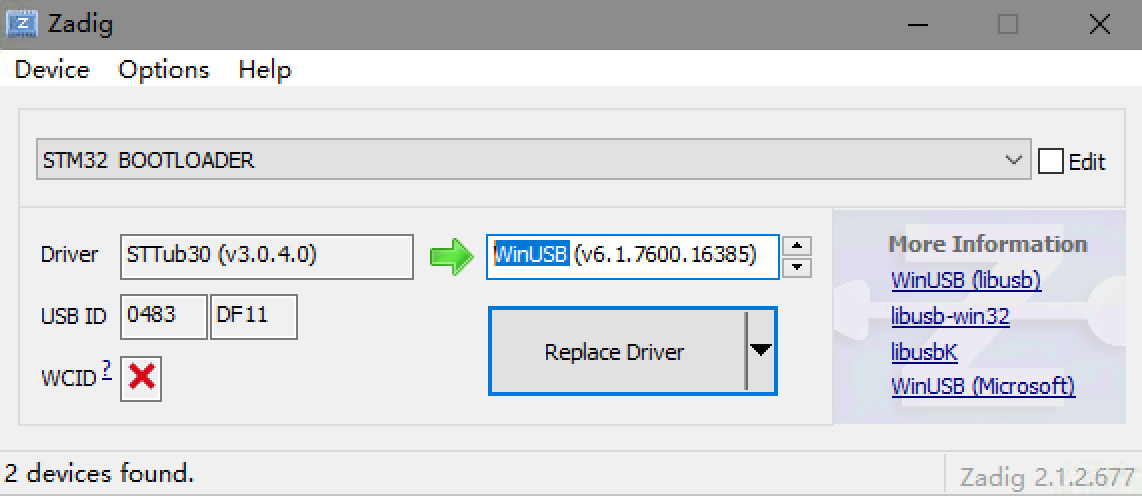 Zadig
Device Options Help
STM32 BOOTLOADER
Edit
Driver STTub30 (v3.0.4.0) WinUSB (v6.1.7600.16385)
USB ID 0483 DF11
WCID ?
Replace Driver
More Information
WinUSB (libusb)
libusb-win32
libusbK
WinUSB (Microsoft)
2 devices found.
Zadig 2.1.2.677